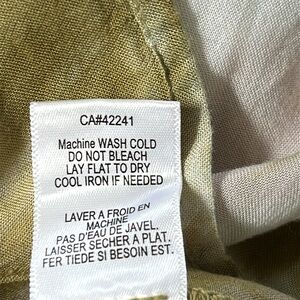 CA#42241
Machine WASH COLD
DO NOT BLEACH
LAY FLAT TO DRY
COOL IRON IF NEEDED
LAVER A FROID EN
MACHINE
PAS D'EAU DE JAVEL.
LAISSER SECHER A PLAT.
FER TIEDE SI BESOIN EST.